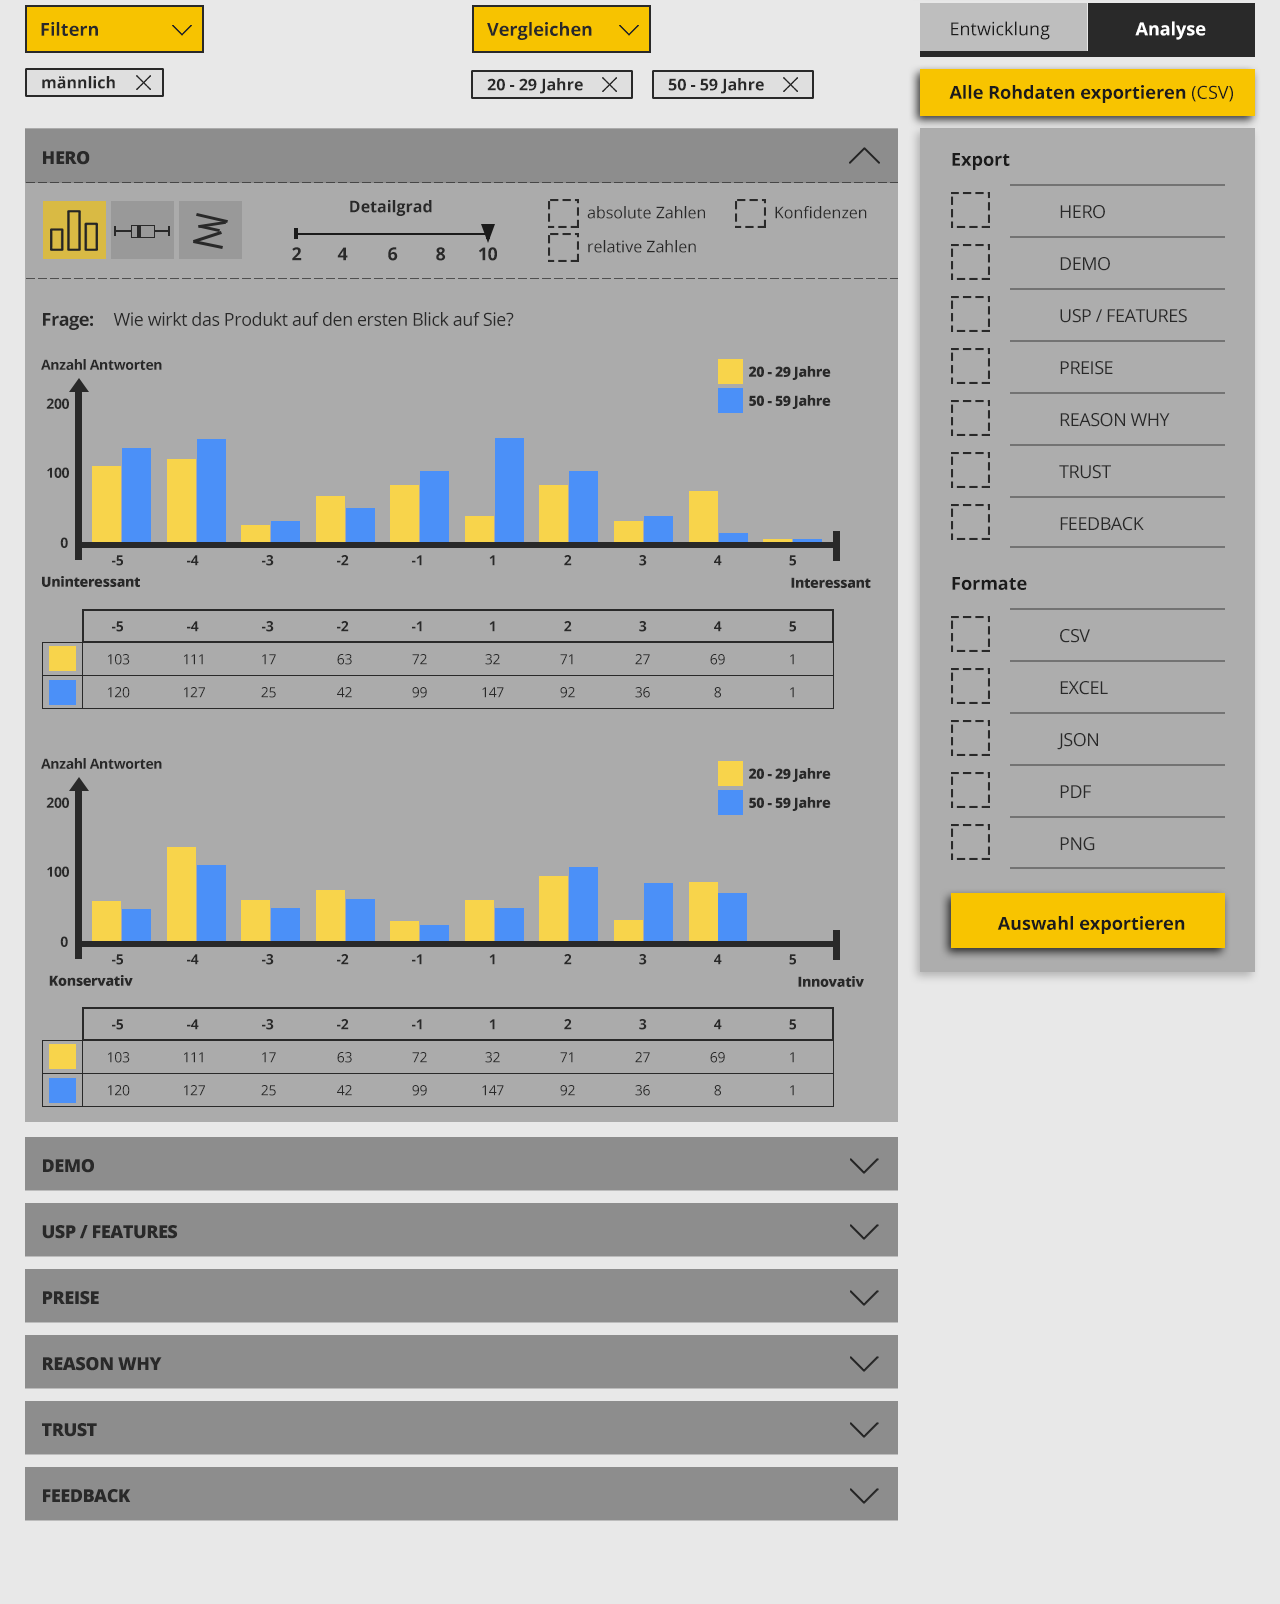 Filtern
Vergleichen
Entwicklung
Analyse
männlich
20 - 29 Jahre
50 - 59 Jahre
Alle Rohdaten exportieren (CSV)
HERO
Detailgrad
2 4 6 8 10
absolute Zahlen
Konfidenzen
relative Zahlen
Frage: Wie wirkt das Produkt auf den ersten Blick auf Sie?
Anzahl Antworten
20 - 29 Jahre
50 - 59 Jahre
200
100
0
-5 -4 -3 -2 -1 1 2 3 4 5
Uninteressant
Interessant
-5 -4 -3 -2 -1 1 2 3 4 5
103 111 17 63 72 32 71 27 69 1
120 127 25 42 99 147 92 36 8 1
Anzahl Antworten
20 - 29 Jahre
50 - 59 Jahre
200
100
0
-5 -4 -3 -2 -1 1 2 3 4 5
Konservativ
Innovativ
-5 -4 -3 -2 -1 1 2 3 4 5
103 111 17 63 72 32 71 27 69 1
120 127 25 42 99 147 92 36 8 1
DEMO
USP / FEATURES
PREISE
REASON WHY
TRUST
FEEDBACK
Export
HERO
DEMO
USP / FEATURES
PREISE
REASON WHY
TRUST
FEEDBACK
Formate
CSV
EXCEL
JSON
PDF
PNG
Auswahl exportieren